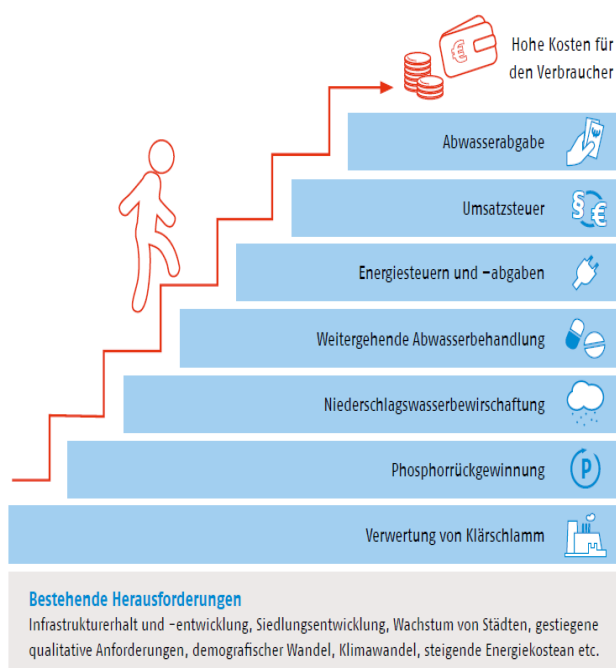 Hohe Kosten für
den Verbraucher
Abwasserabgabe
Umsatzsteuer
Energiesteuern und –abgaben
Weitergehende Abwasserbehandlung
Niederschlagswasserbewirschaftung
Phosphorrückgewinnung
P
Verwertung von Klärschlamm
Bestehende Herausforderungen
Infrastrukturerhalt und –entwicklung, Siedlungsentwicklung, Wachstum von Städten, gestiegene
qualitative Anforderungen, demografischer Wandel, Klimawandel, steigende Energiekostean etc.